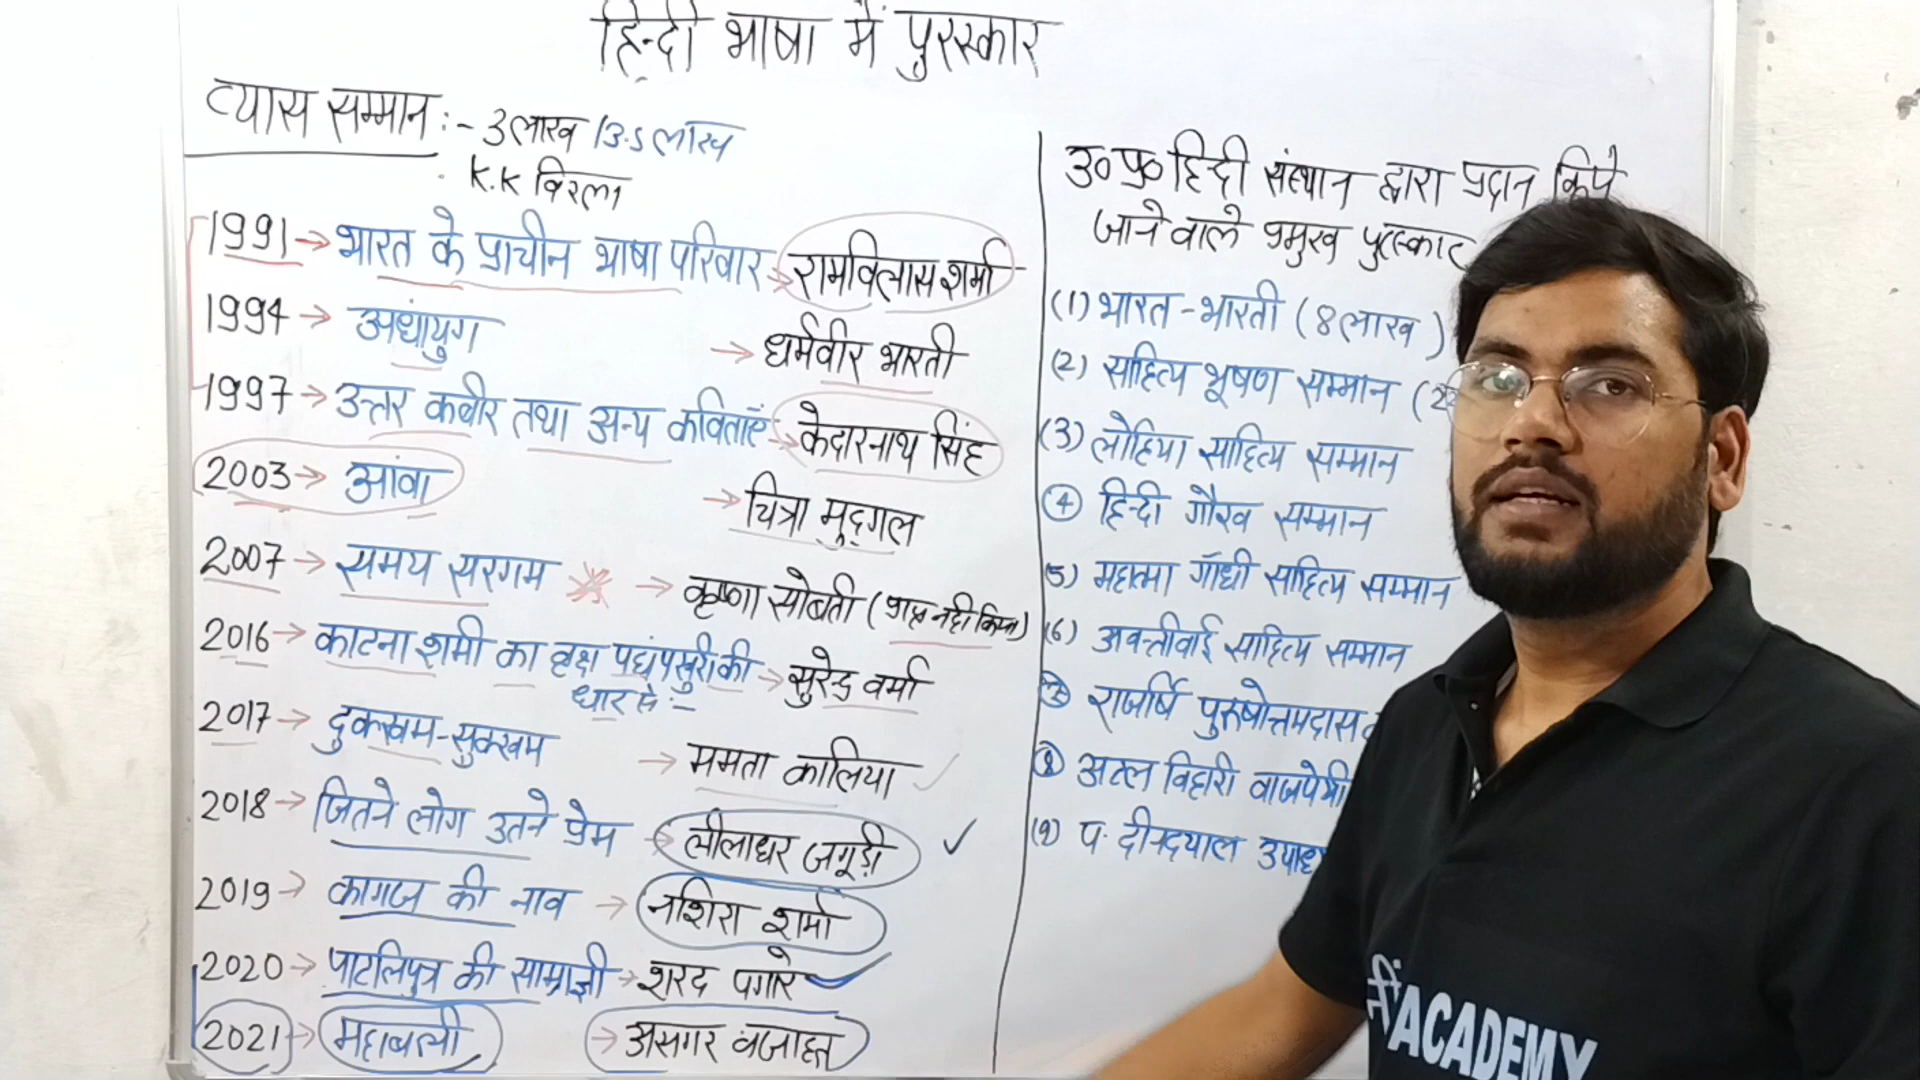 हिन्दी भाषा में पुरस्कार
व्यास सम्मान :- 3 लाख / 3.5 लाख
K.K बिरला
1991 → भारत के प्राचीन भाषा परिवार → रामविलास शर्मा
1994 → अधांयुग → धर्मवीर भारती
1997 → उत्तर कबीर तथा अन्य कविताएं → केदारनाथ सिंह
2003 → आंवा → चित्रा मुद्गल
2007 → समय सरगम → कृष्णा सोबती (ग्राह्य नहीं किया)
2016 → काटना शमी का वृक्ष पद्यंपखुरी की → सुरेन्द्र वर्मा
धार से :-
2017 → दुक्खम-सुक्खम → ममता कालिया
2018 → जितने लोग उतने प्रेम → लीलाधर जगूड़ी
2019 → कागज की नाव → नाशिरा शर्मा
2020 → पाटलिपुत्र की साम्राज्ञी → शरद पगारे
2021 → महाबली → असगर वजाहत
उ० प्र० हिन्दी संस्थान द्वारा प्रदान किये
जाने वाले प्रमुख पुरस्कार
(1) भारत-भारती (8 लाख)
(2) साहित्य भूषण सम्मान
(3) लोहिया साहित्य सम्मान
(4) हिन्दी गौरव सम्मान
(5) महात्मा गाँधी साहित्य सम्मान
(6) अवन्तीवाई साहित्य सम्मान
(7) राजर्षि पुरुषोत्तमदास
(8) अटल विहारी वाजपेयी
(9) पं. दीनदयाल
ACADEMY